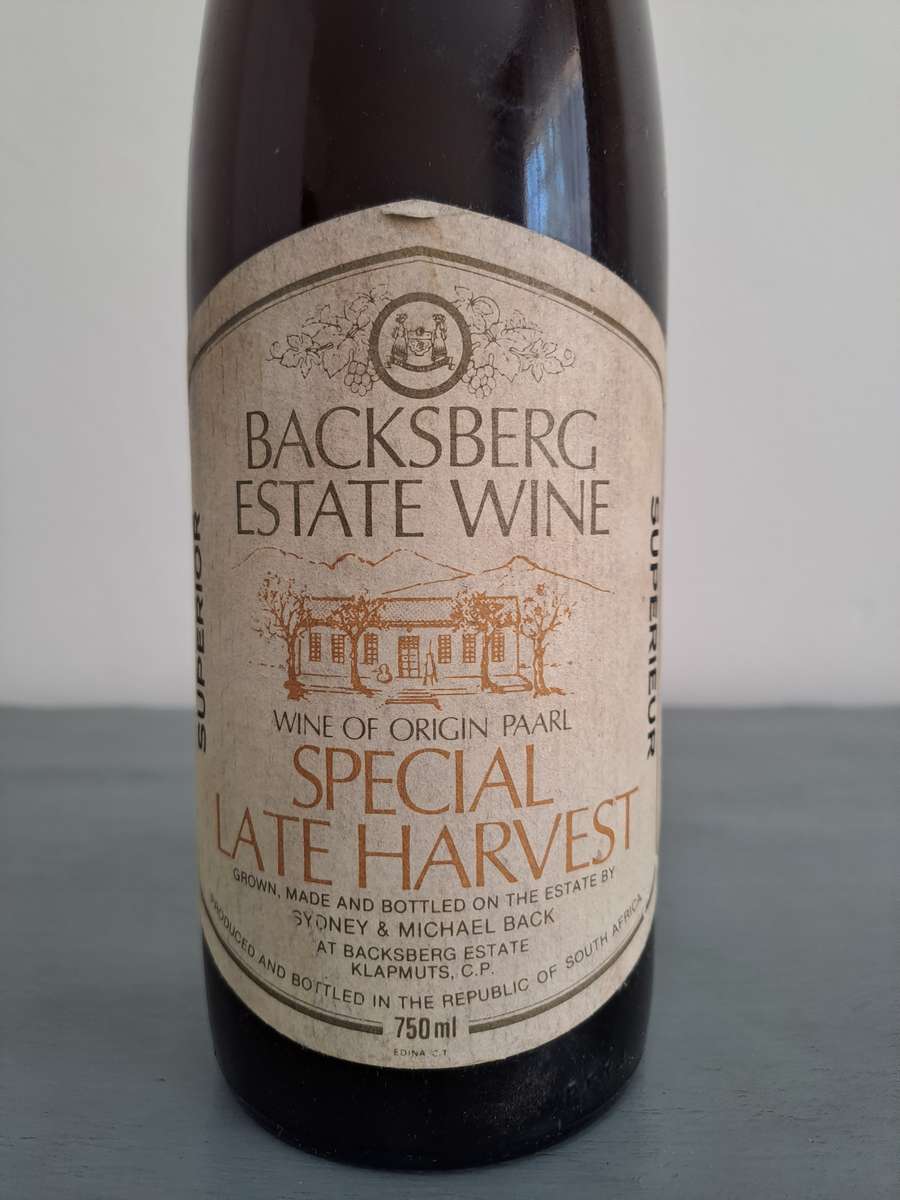 BACKSBERG
ESTATE WINE
SUPERIOR
SUPERIEUR
WINE OF ORIGIN PAARL
SPECIAL
LATE HARVEST
GROWN, MADE AND BOTTLED ON THE ESTATE BY
SYDNEY & MICHAEL BACK
AT BACKSBERG ESTATE
KLAPMUTS, C.P.
PRODUCED AND BOTTLED IN THE REPUBLIC OF SOUTH AFRICA
750 ml
EDINA C.T.